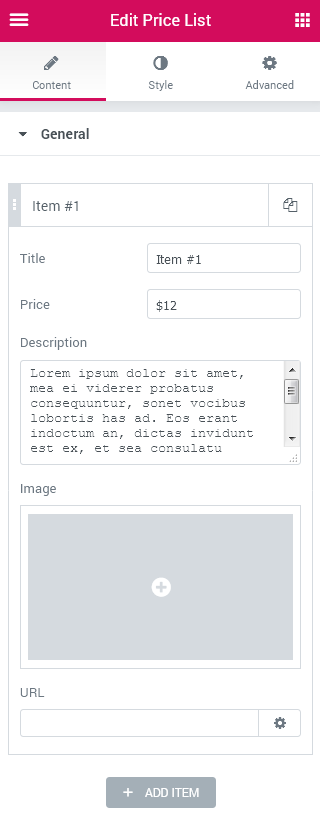 Edit Price List
Content Style Advanced
General
Item #1
Title Item #1
Price $12
Description
Lorem ipsum dolor sit amet,
mea ei viderer probatus
consequuntur, sonet vocibus
lobortis has ad. Eos erant
indoctum an, dictas invidunt
est ex, et sea consulatu
Image
URL
ADD ITEM